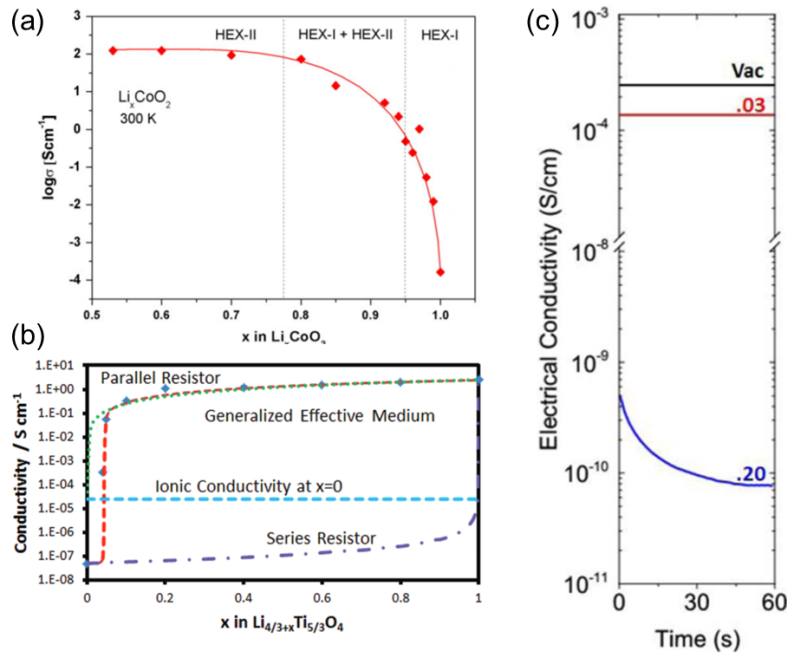 (a)
3
2
1
0
-1
-2
-3
-4
logσ [Scm⁻¹]
HEX-II
HEX-I + HEX-II
HEX-I
LiₓCoO₂
300 K
0.5 0.6 0.7 0.8 0.9 1.0
x in Li CoO
(b)
1.E+01
1.E+00
1.E-01
1.E-02
1.E-03
1.E-04
1.E-05
1.E-06
1.E-07
1.E-08
Conductivity / S cm⁻¹
Parallel Resistor
Generalized Effective Medium
Ionic Conductivity at x=0
Series Resistor
0 0.2 0.4 0.6 0.8 1
x in Li₄/₃₊ₓTi₅/₃O₄
(c)
10⁻³
10⁻⁴
10⁻⁸
10⁻⁹
10⁻¹⁰
10⁻¹¹
Electrical Conductivity (S/cm)
Vac
.03
.20
0 30 60
Time (s)